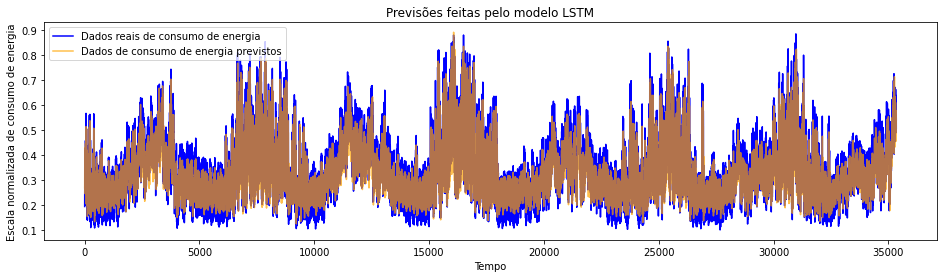 Previsões feitas pelo modelo LSTM
Dados reais de consumo de energia
Dados de consumo de energia previstos
Escala normalizada de consumo de energia
0.9
0.8
0.7
0.6
0.5
0.4
0.3
0.2
0.1
0 5000 10000 15000 20000 25000 30000 35000
Tempo